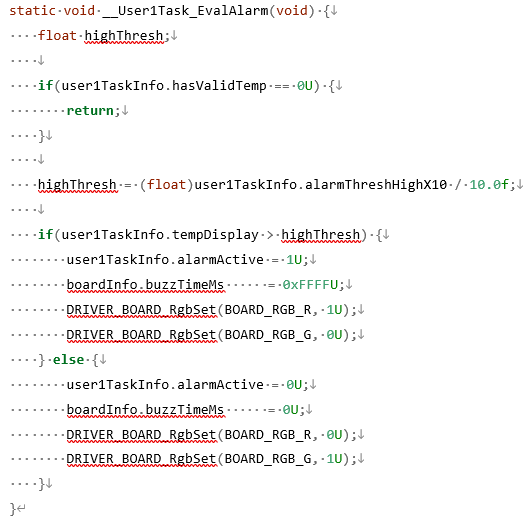 static void __User1Task_EvalAlarm(void) {
    float highThresh;
    
    if(user1TaskInfo.hasValidTemp == 0U) {
        return;
    }
    
    highThresh = (float)user1TaskInfo.alarmThreshHighX10 / 10.0f;
    
    if(user1TaskInfo.tempDisplay > highThresh) {
        user1TaskInfo.alarmActive = 1U;
        boardInfo.buzzTimeMs      = 0xFFFFU;
        DRIVER_BOARD_RgbSet(BOARD_RGB_R, 1U);
        DRIVER_BOARD_RgbSet(BOARD_RGB_G, 0U);
    } else {
        user1TaskInfo.alarmActive = 0U;
        boardInfo.buzzTimeMs      = 0U;
        DRIVER_BOARD_RgbSet(BOARD_RGB_R, 0U);
        DRIVER_BOARD_RgbSet(BOARD_RGB_G, 1U);
    }
}